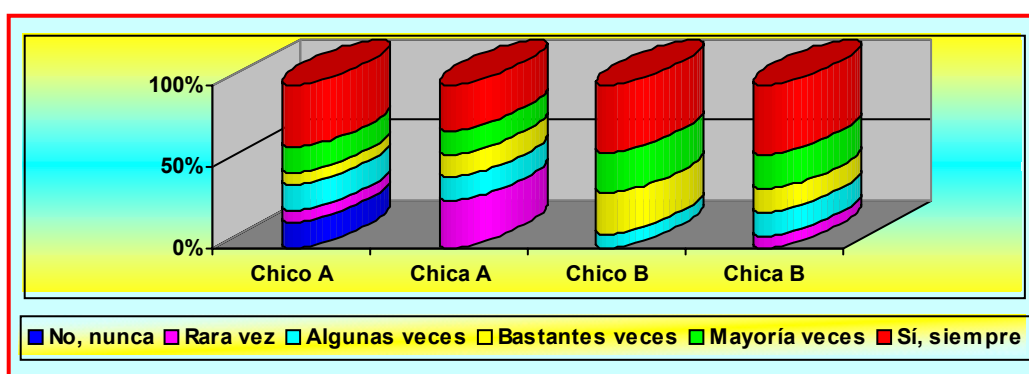 100%
50%
0%
Chico A Chica A Chico B Chica B
No, nunca Rara vez Algunas veces Bastantes veces Mayoría veces Sí, siempre